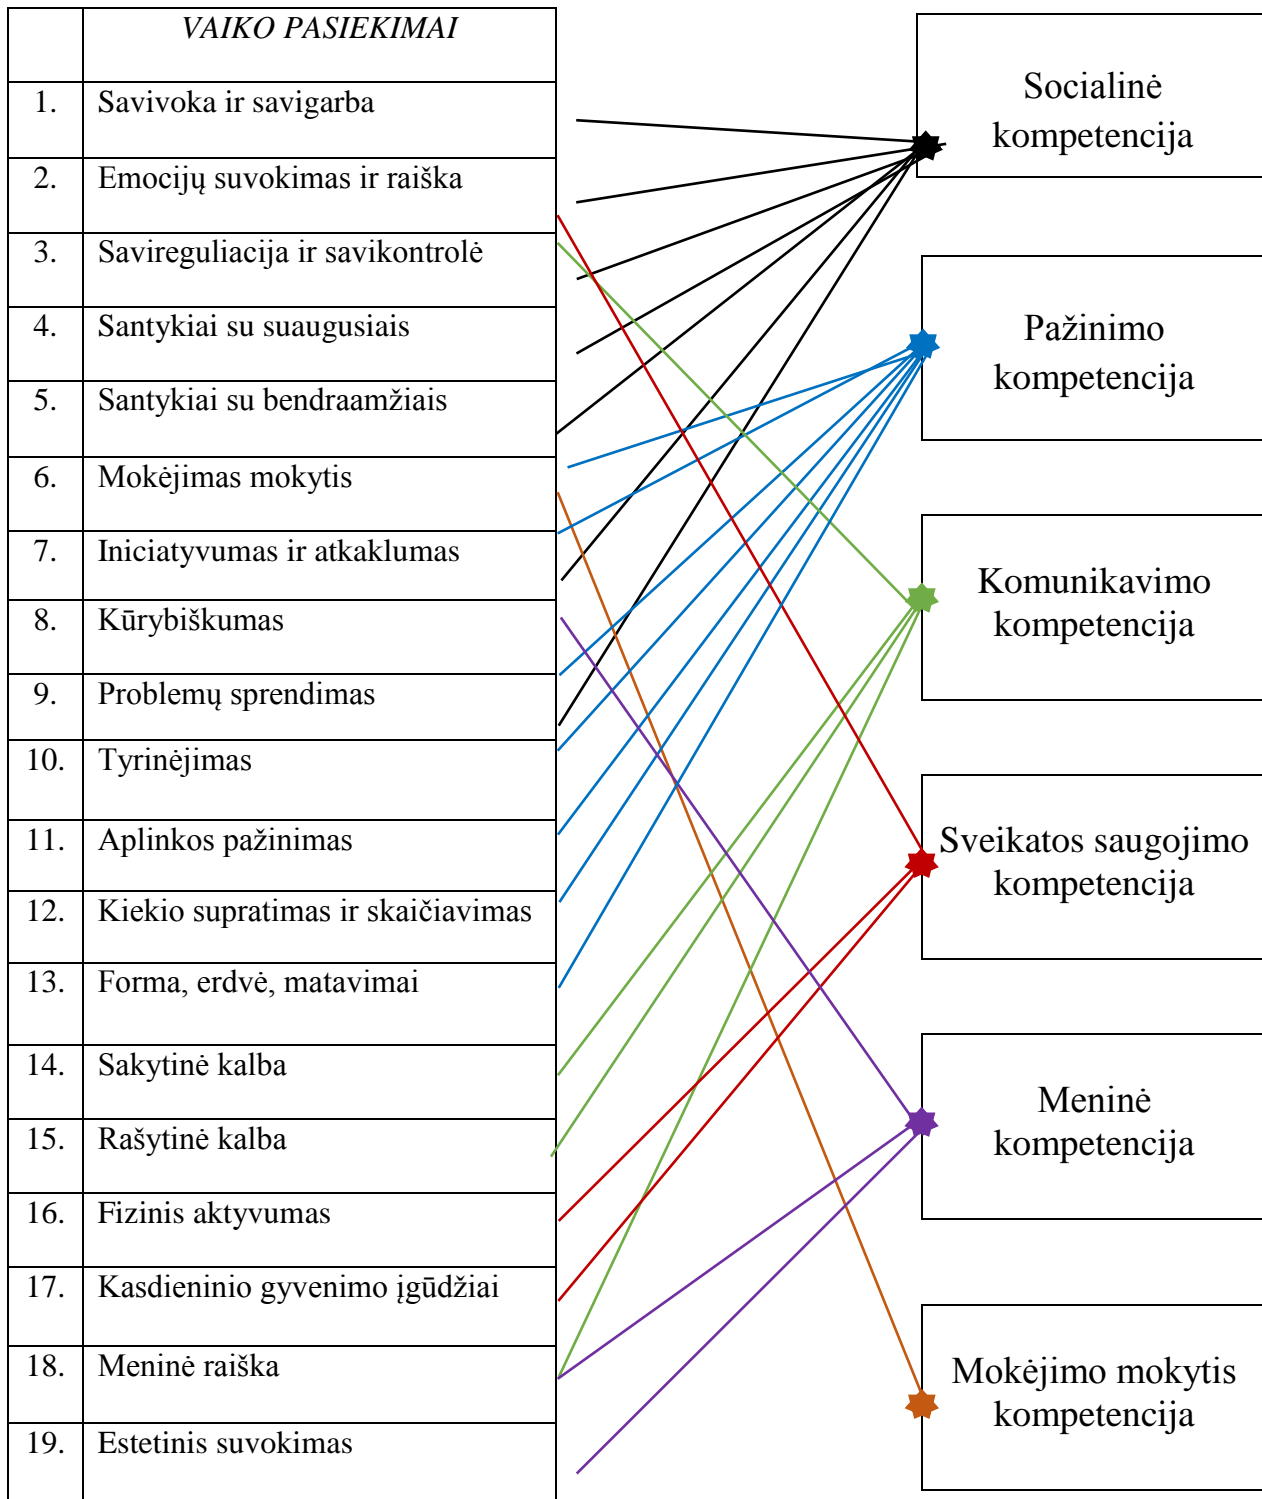 VAIKO PASIEKIMAI
1. Savivoka ir savigarba
2. Emocijų suvokimas ir raiška
3. Savireguliacija ir savikontrolė
4. Santykiai su suaugusiais
5. Santykiai su bendraamžiais
6. Mokėjimas mokytis
7. Iniciatyvumas ir atkaklumas
8. Kūrybiškumas
9. Problemų sprendimas
10. Tyrinėjimas
11. Aplinkos pažinimas
12. Kiekio supratimas ir skaičiavimas
13. Forma, erdvė, matavimai
14. Sakytinė kalba
15. Rašytinė kalba
16. Fizinis aktyvumas
17. Kasdieninio gyvenimo įgūdžiai
18. Meninė raiška
19. Estetinis suvokimas
Socialinė
kompetencija
Pažinimo
kompetencija
Komunikavimo
kompetencija
Sveikatos saugojimo
kompetencija
Meninė
kompetencija
Mokėjimo mokytis
kompetencija